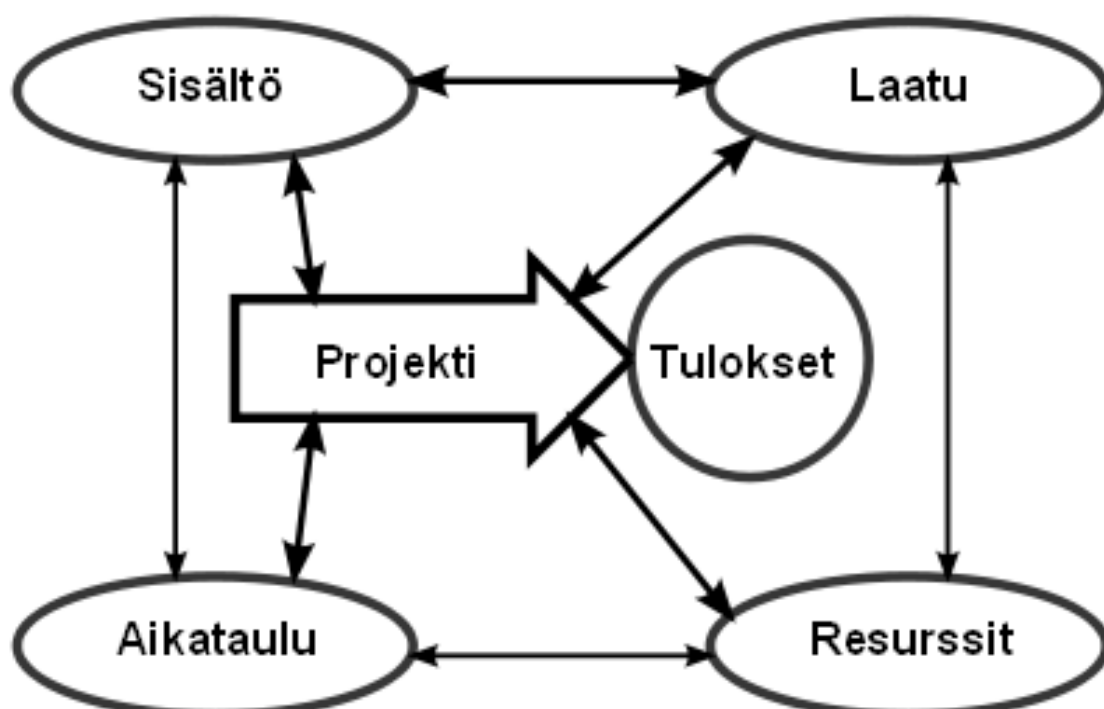 Sisältö
Laatu
Projekti
Tulokset
Aikataulu
Resurssit